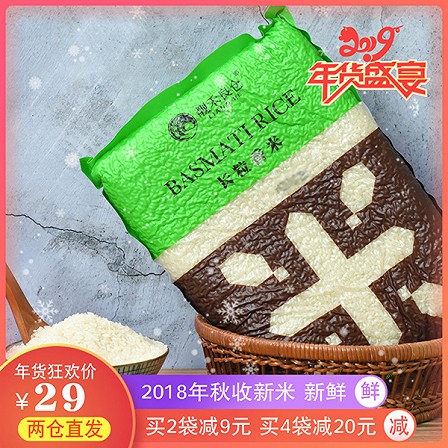 2019
年货盛宴
BASMATI RICE
长粒香米
米
年货狂欢价
¥29
两仓直发
2018年秋收新米 新鲜 鲜
买2袋减9元 买4袋减20元 减